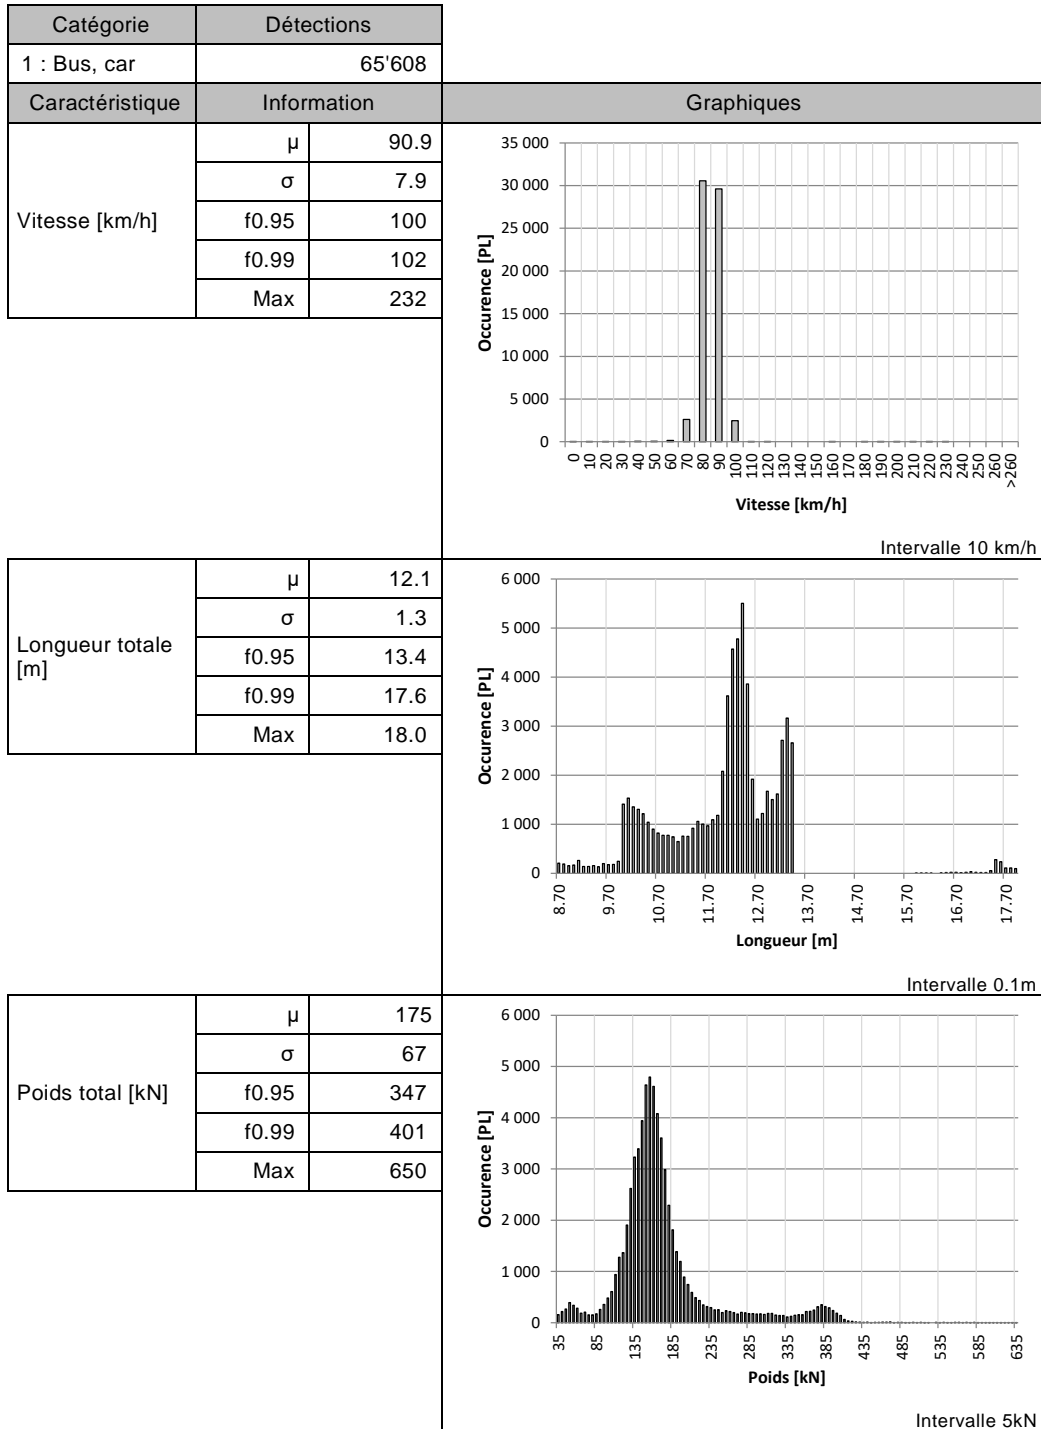 Catégorie Détections
1 : Bus, car 65'608
Caractéristique Information Graphiques
Vitesse [km/h]
µ 90.9
σ 7.9
f0.95 100
f0.99 102
Max 232
35 000
30 000
25 000
20 000
15 000
10 000
5 000
0
Occurence [PL]
0 10 20 30 40 50 60 70 80 90 100 110 120 130 140 150 160 170 180 190 200 210 220 230 240 250 260 >260
Vitesse [km/h]
Intervalle 10 km/h
Longueur totale
[m]
µ 12.1
σ 1.3
f0.95 13.4
f0.99 17.6
Max 18.0
6 000
5 000
4 000
3 000
2 000
1 000
0
Occurence [PL]
8.70 9.70 10.70 11.70 12.70 13.70 14.70 15.70 16.70 17.70
Longueur [m]
Intervalle 0.1m
Poids total [kN]
µ 175
σ 67
f0.95 347
f0.99 401
Max 650
6 000
5 000
4 000
3 000
2 000
1 000
0
Occurence [PL]
35 85 135 185 235 285 335 385 435 485 535 585 635
Poids [kN]
Intervalle 5kN